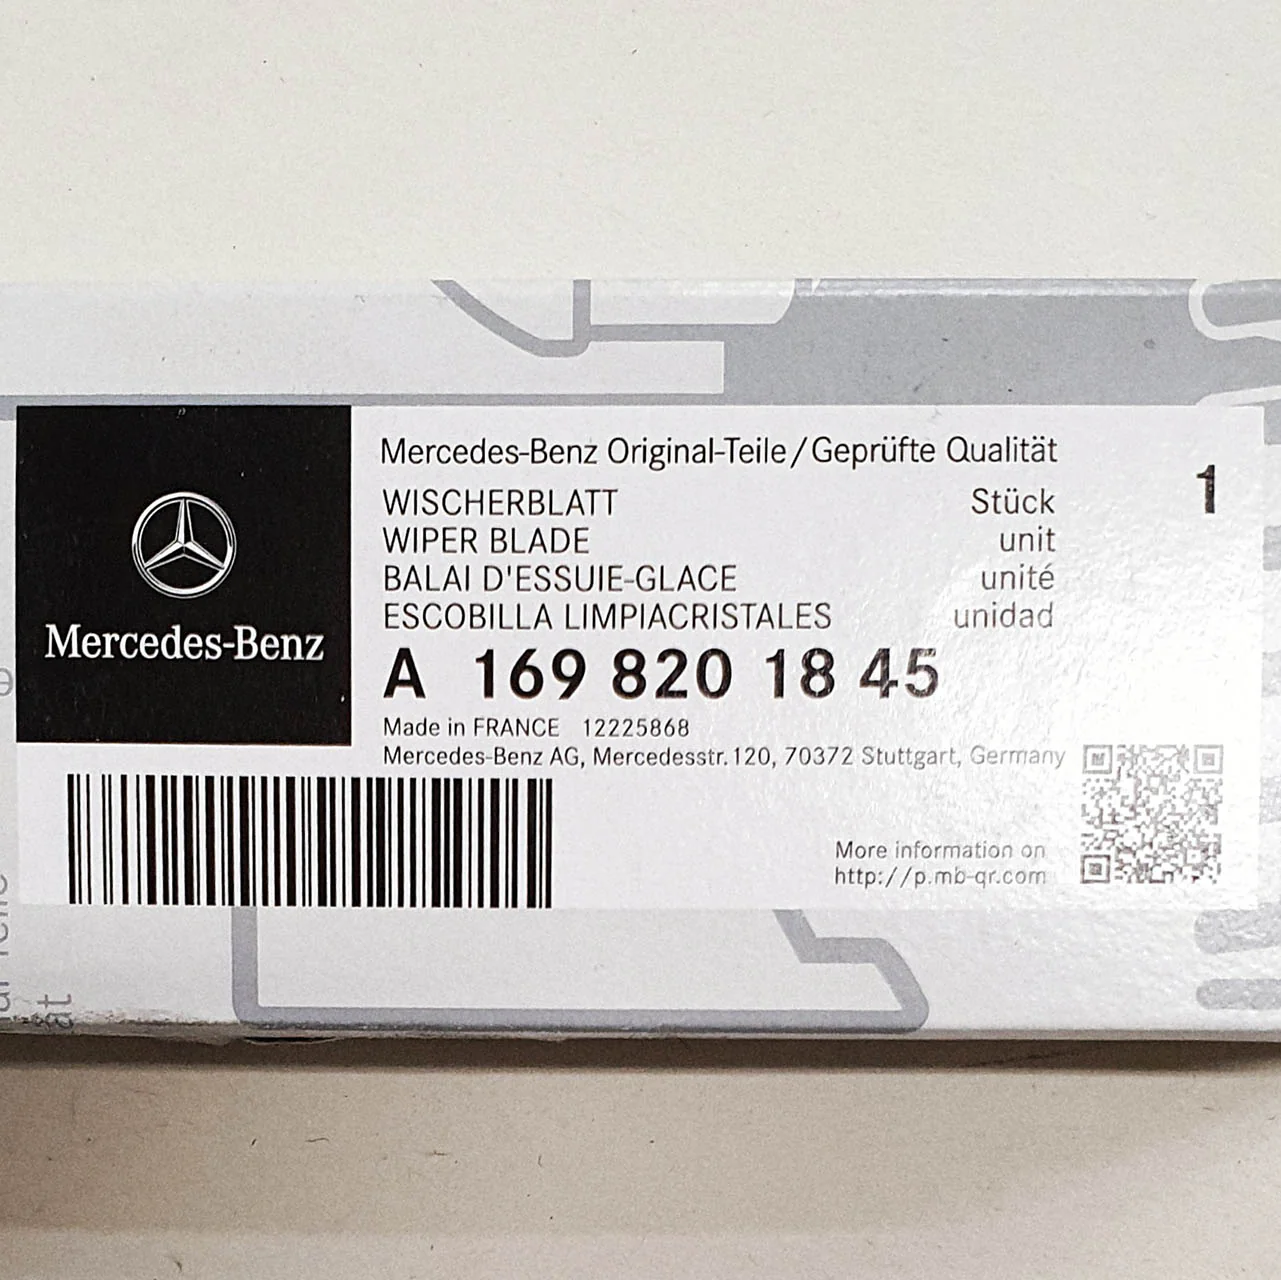 Mercedes-Benz
Mercedes-Benz Original-Teile/Geprüfte Qualität
WISCHERBLATT Stück 1
WIPER BLADE unit
BALAI D'ESSUIE-GLACE unité
ESCOBILLA LIMPIACRISTALES unidad
A 169 820 18 45
Made in FRANCE 12225868
Mercedes-Benz AG, Mercedesstr. 120, 70372 Stuttgart, Germany
More information on
http://p.mb-qr.com